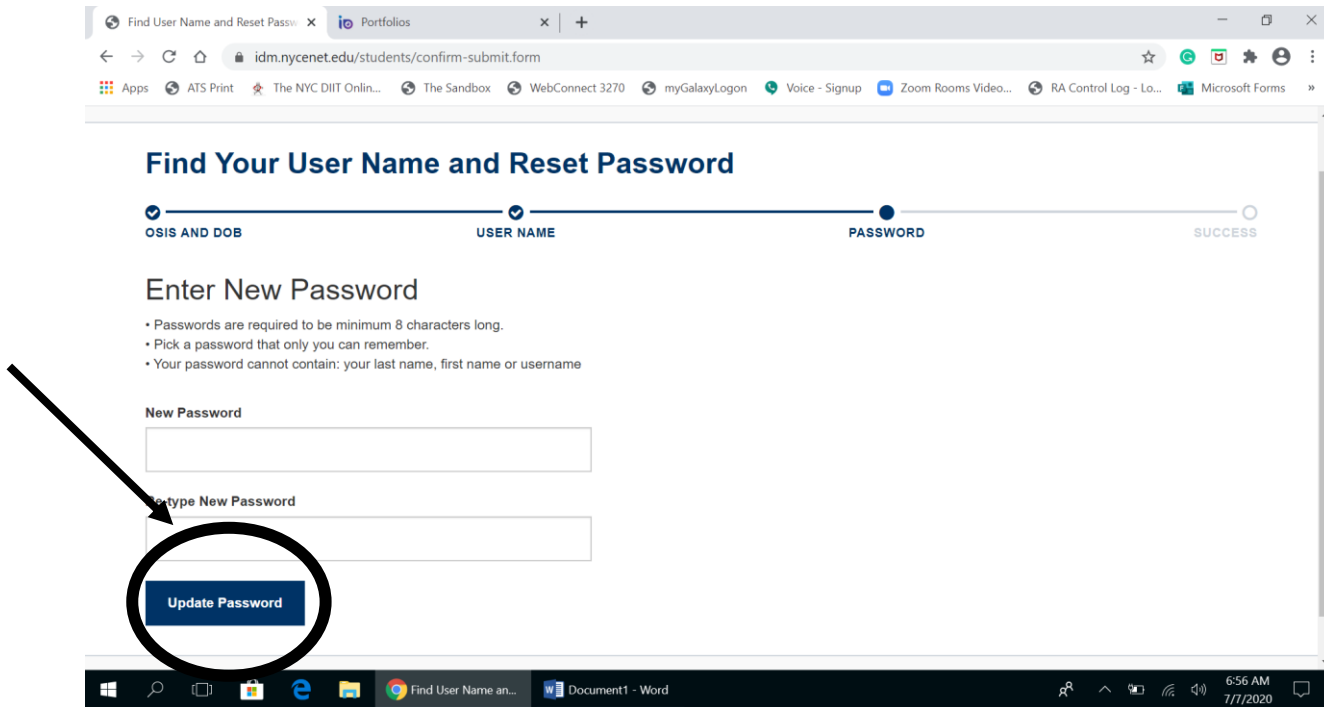 Find User Name and Reset Passw
Portfolios
idm.nycenet.edu/students/confirm-submit.form
Apps ATS Print The NYC DIIT Onlin... The Sandbox WebConnect 3270 myGalaxyLogon Voice - Signup Zoom Rooms Video... RA Control Log - Lo... Microsoft Forms »
Find Your User Name and Reset Password
OSIS AND DOB USER NAME PASSWORD SUCCESS
Enter New Password
• Passwords are required to be minimum 8 characters long.
• Pick a password that only you can remember.
• Your password cannot contain: your last name, first name or username
New Password
Re-type New Password
Update Password
Find User Name an... Document1 - Word 6:56 AM
7/7/2020